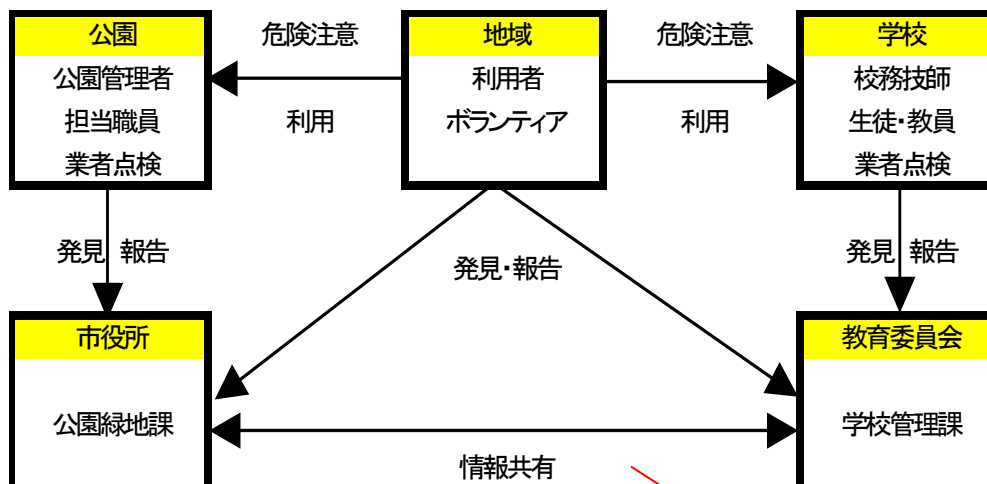 公園
公園管理者
担当職員
業者点検
危険注意
利用
地域
利用者
ボランティア
危険注意
利用
学校
校務技師
生徒・教員
業者点検
発見 報告
発見・報告
発見 報告
市役所
公園緑地課
情報共有
教育委員会
学校管理課